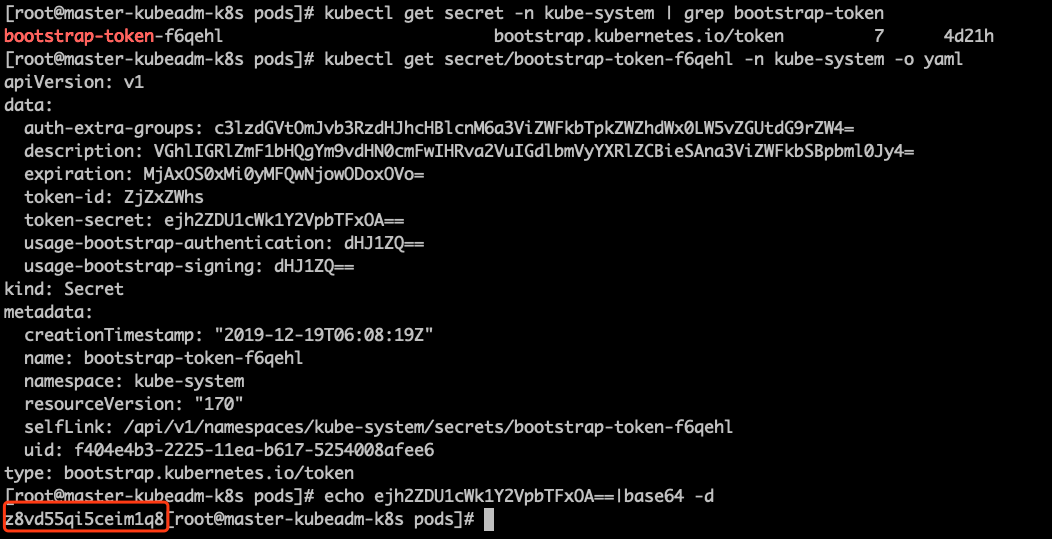 [root@master-kubeadm-k8s pods]# kubectl get secret -n kube-system | grep bootstrap-token
bootstrap-token-f6qehl bootstrap.kubernetes.io/token 7 4d21h
[root@master-kubeadm-k8s pods]# kubectl get secret/bootstrap-token-f6qehl -n kube-system -o yaml
apiVersion: v1
data:
  auth-extra-groups: c3lzdGVtOmJvb3RzdHJhcHBlcnM6a3ViZWFkbTpkZWZhdWx0LW5vZGUtdG9rZW4=
  description: VGhlIGRlZmF1bHQgYm9vdHN0cmFwIHRva2VuIGdlbmVyYXRlZCBieSAna3ViZWFkbSBpbml0Jy4=
  expiration: MjAxOS0xMi0yMFQwNjowODoxOVo=
  token-id: ZjZxZWhs
  token-secret: ejh2ZDU1cWk1Y2VpbTFxOA==
  usage-bootstrap-authentication: dHJ1ZQ==
  usage-bootstrap-signing: dHJ1ZQ==
kind: Secret
metadata:
  creationTimestamp: "2019-12-19T06:08:19Z"
  name: bootstrap-token-f6qehl
  namespace: kube-system
  resourceVersion: "170"
  selfLink: /api/v1/namespaces/kube-system/secrets/bootstrap-token-f6qehl
  uid: f404e4b3-2225-11ea-b617-5254008afee6
type: bootstrap.kubernetes.io/token
[root@master-kubeadm-k8s pods]# echo ejh2ZDU1cWk1Y2VpbTFxOA==|base64 -d
z8vd55qi5ceim1q8[root@master-kubeadm-k8s pods]#